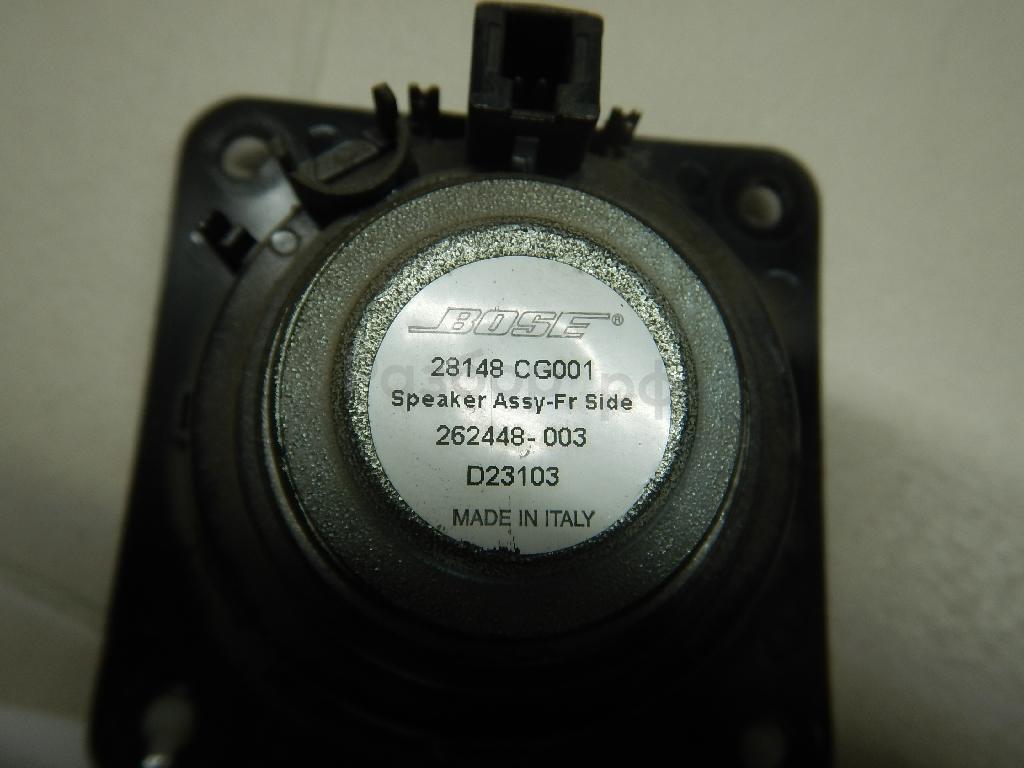 BOSE®
28148 CG001
Speaker Assy-Fr Side
262448-003
D23103
MADE IN ITALY